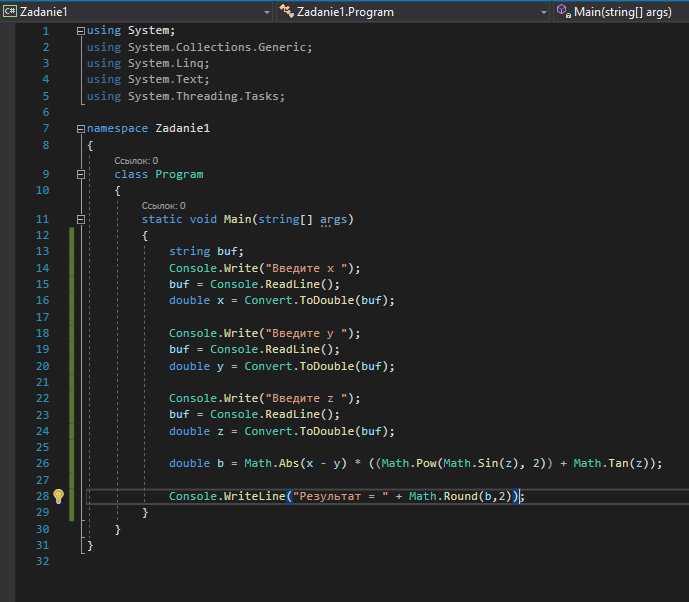 C# Zadanie1 Zadanie1.Program Main(string[] args)
1 using System;
2 using System.Collections.Generic;
3 using System.Linq;
4 using System.Text;
5 using System.Threading.Tasks;
6
7 namespace Zadanie1
8 {
Ссылок: 0
9 class Program
10 {
Ссылок: 0
11 static void Main(string[] args)
12 {
13 string buf;
14 Console.Write("Введите x ");
15 buf = Console.ReadLine();
16 double x = Convert.ToDouble(buf);
17
18 Console.Write("Введите y ");
19 buf = Console.ReadLine();
20 double y = Convert.ToDouble(buf);
21
22 Console.Write("Введите z ");
23 buf = Console.ReadLine();
24 double z = Convert.ToDouble(buf);
25
26 double b = Math.Abs(x - y) * ((Math.Pow(Math.Sin(z), 2)) + Math.Tan(z));
27
28 Console.WriteLine("Результат = " + Math.Round(b,2));
29 }
30 }
31 }
32